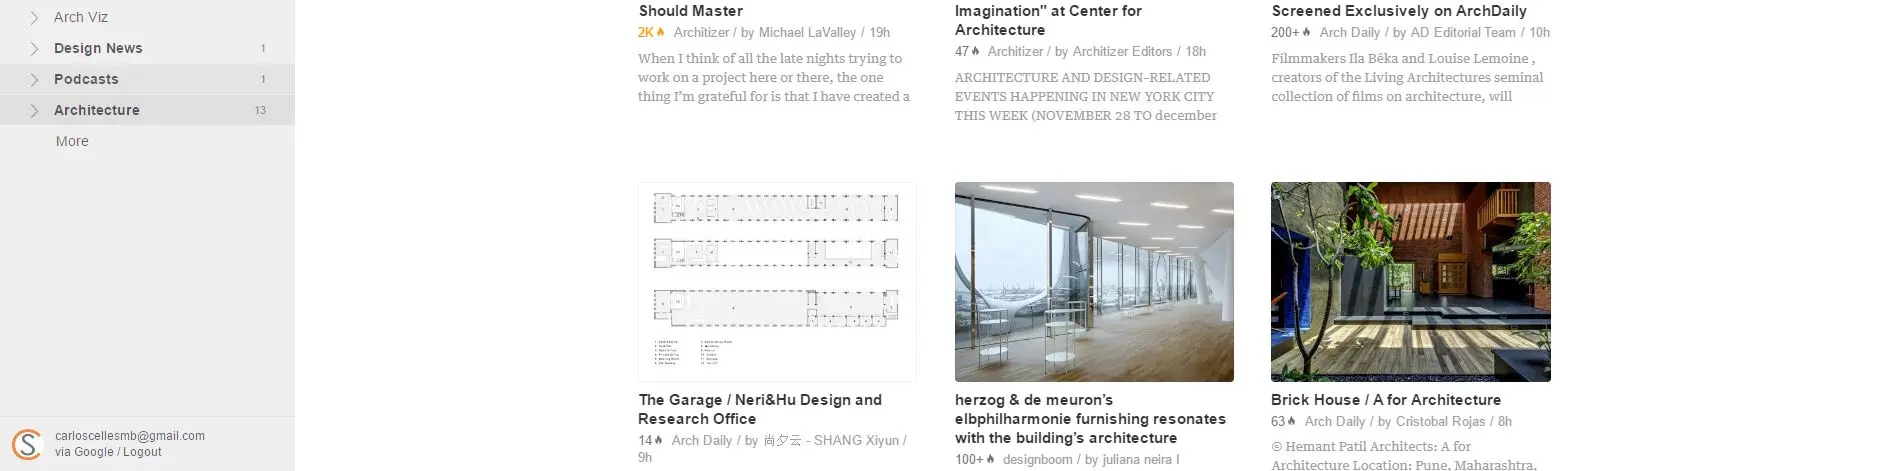 Arch Viz
Design News 1
Podcasts 1
Architecture 13
More
carloscellesmb@gmail.com
via Google / Logout
Should Master
2K Architizer / by Michael LaValley / 19h
When I think of all the late nights trying to
work on a project here or there, the one
thing I'm grateful for is that I have created a
Imagination" at Center for
Architecture
47 Architizer / by Architizer Editors / 18h
ARCHITECTURE AND DESIGN-RELATED
EVENTS HAPPENING IN NEW YORK CITY
THIS WEEK (NOVEMBER 28 TO december
Screened Exclusively on ArchDaily
200+ Arch Daily / by AD Editorial Team / 10h
Filmmakers Ila Bêka and Louise Lemoine ,
creators of the Living Architectures seminal
collection of films on architecture, will
The Garage / Neri&Hu Design and
Research Office
14 Arch Daily / by 尚夕云 - SHANG Xiyun /
9h
herzog & de meuron's
elbphilharmonie furnishing resonates
with the building's architecture
100+ designboom / by juliana neira I
Brick House / A for Architecture
63 Arch Daily / by Cristobal Rojas / 8h
© Hemant Patil Architects: A for
Architecture Location: Pune, Maharashtra,